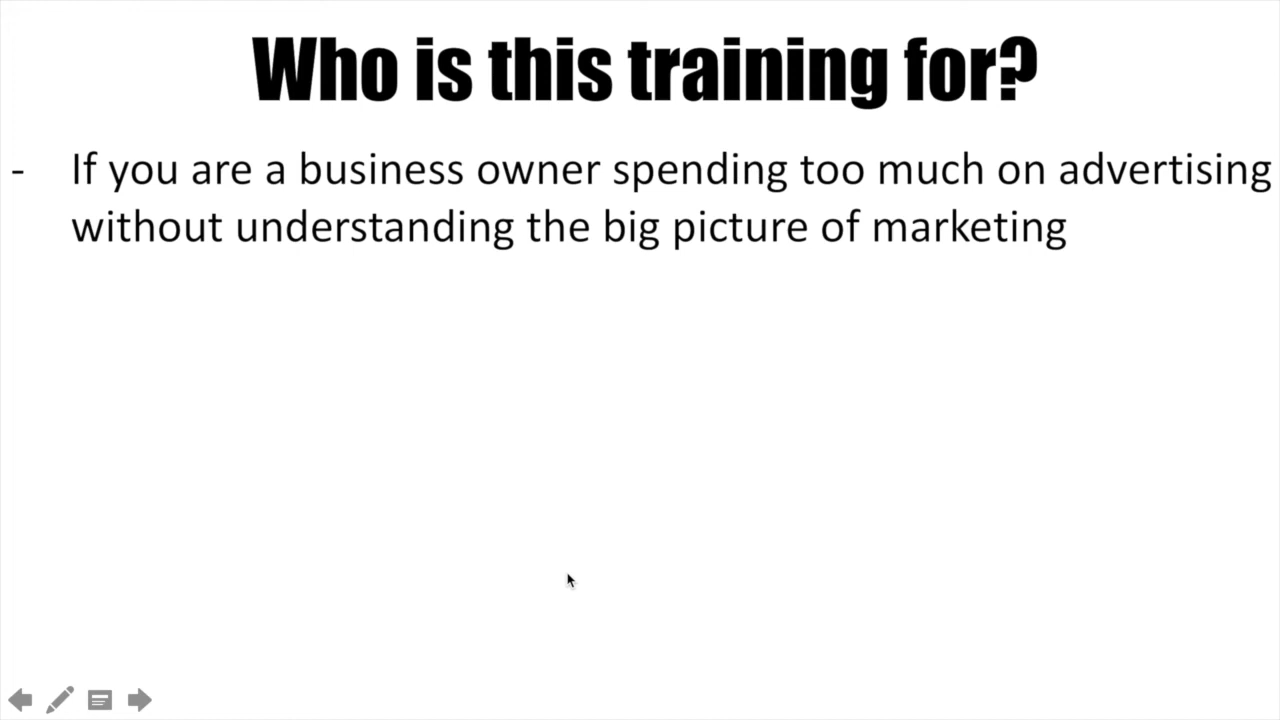 Who is this training for?
- If you are a business owner spending too much on advertising
without understanding the big picture of marketing